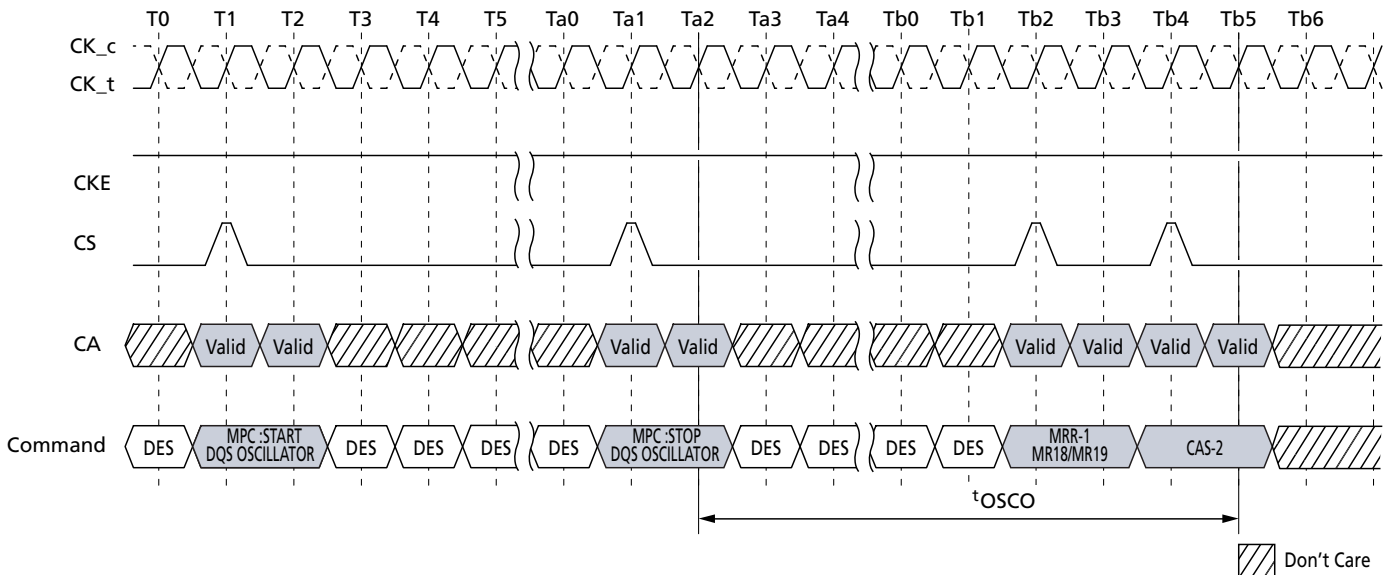 T0 T1 T2 T3 T4 T5 Ta0 Ta1 Ta2 Ta3 Ta4 Tb0 Tb1 Tb2 Tb3 Tb4 Tb5 Tb6
CK_c
CK_t
CKE
CS
CA Valid Valid Valid Valid Valid Valid Valid Valid
Command DES MPC :START DQS OSCILLATOR DES DES DES DES MPC :STOP DQS OSCILLATOR DES DES DES DES MRR-1 MR18/MR19 CAS-2
tOSCO
Don't Care